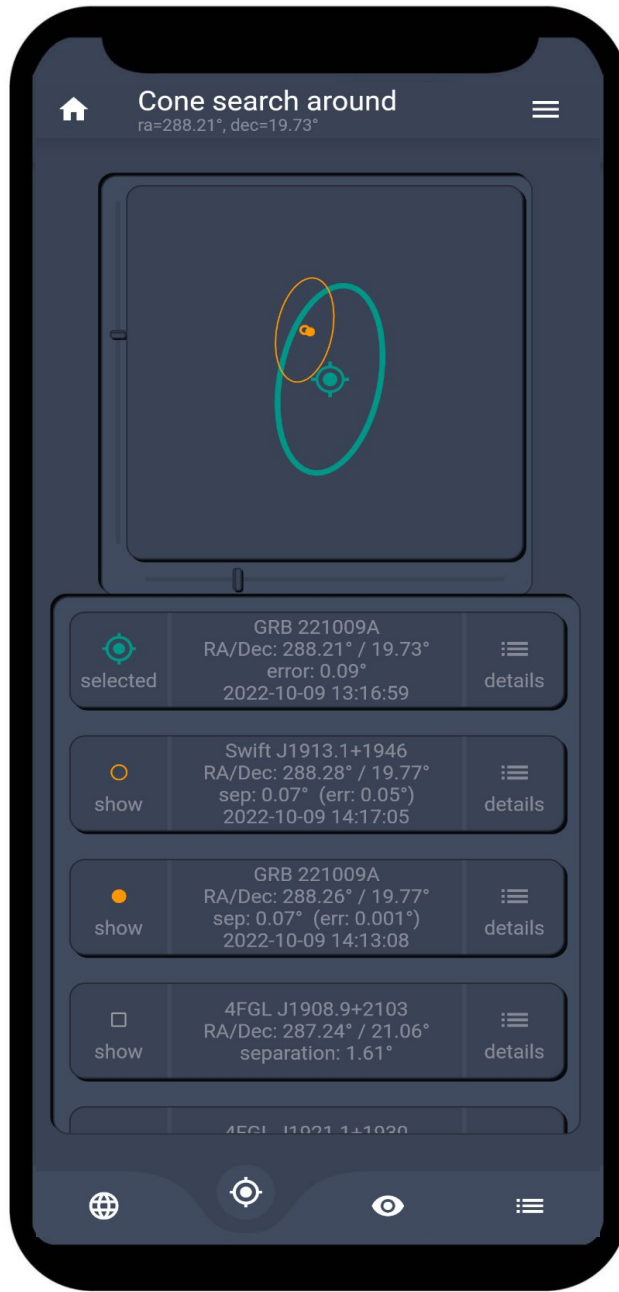 Cone search around
ra=288.21°, dec=19.73°
GRB 221009A
RA/Dec: 288.21° / 19.73°
error: 0.09°
2022-10-09 13:16:59
selected
details
Swift J1913.1+1946
RA/Dec: 288.28° / 19.77°
sep: 0.07° (err: 0.05°)
2022-10-09 14:17:05
show
details
GRB 221009A
RA/Dec: 288.26° / 19.77°
sep: 0.07° (err: 0.001°)
2022-10-09 14:13:08
show
details
4FGL J1908.9+2103
RA/Dec: 287.24° / 21.06°
separation: 1.61°
show
details
4FGL J1921.1+1930